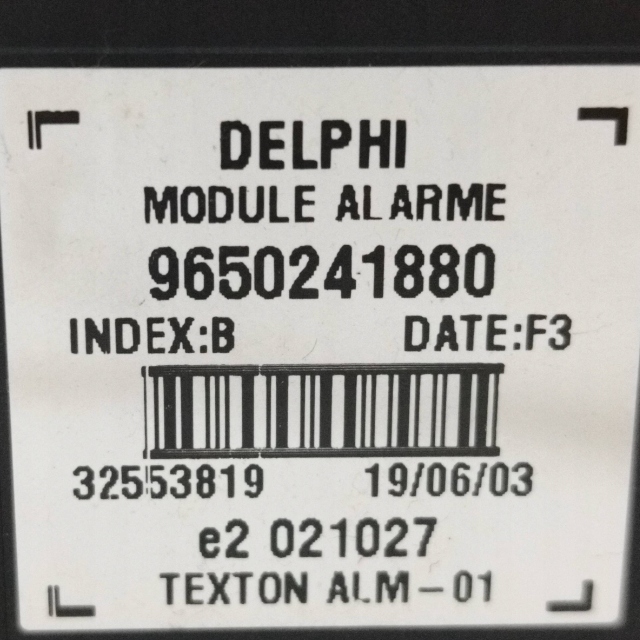 DELPHI
MODULE ALARME
9650241880
INDEX:B DATE:F3
32553819 19/06/03
e2 021027
TEXTON ALM-01